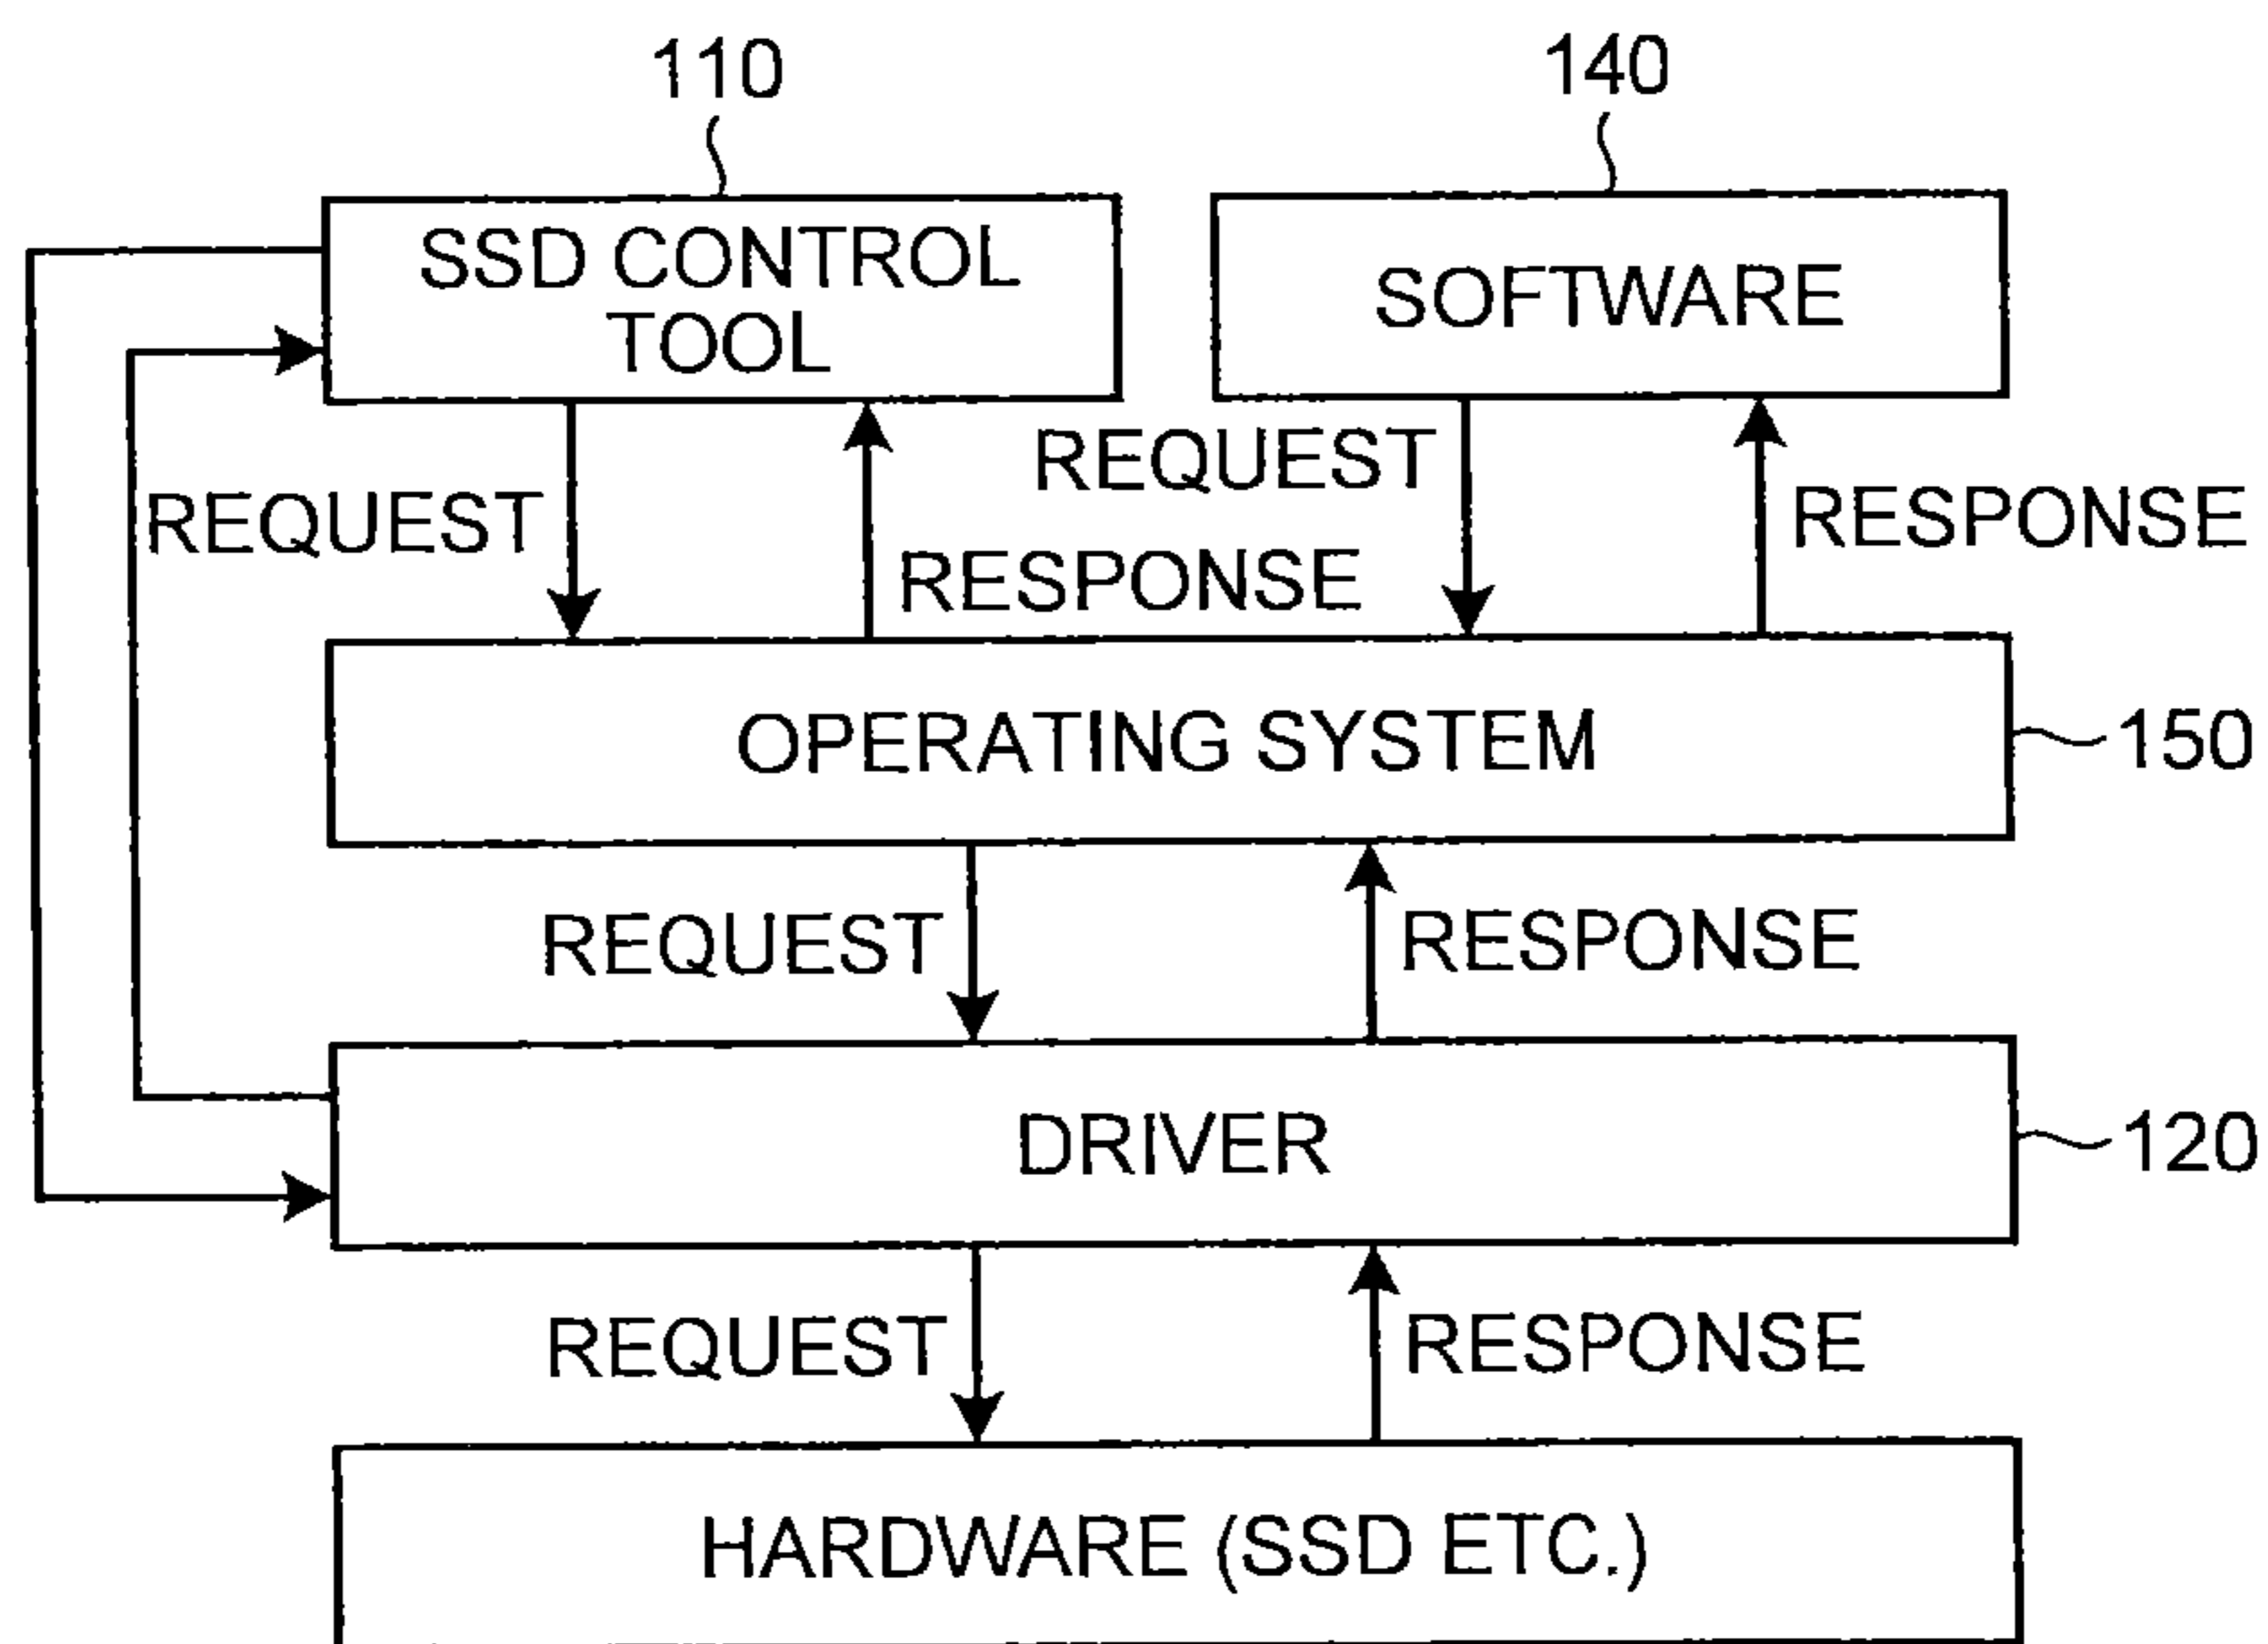 110
140
SSD CONTROL
TOOL
SOFTWARE
REQUEST
RESPONSE
REQUEST
RESPONSE
OPERATING SYSTEM
150
REQUEST
RESPONSE
DRIVER
120
REQUEST
RESPONSE
HARDWARE (SSD ETC.)